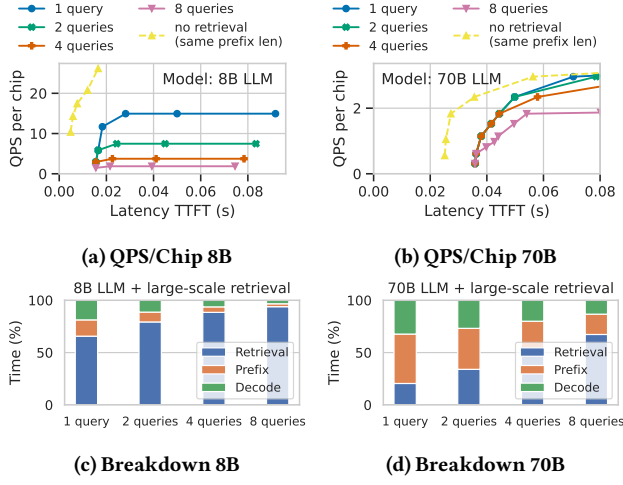 1 query
2 queries
4 queries
8 queries
no retrieval
(same prefix len)
QPS per chip
20
10
0
Model: 8B LLM
0.00 0.02 0.04 0.06 0.08
Latency TTFT (s)
(a) QPS/Chip 8B
1 query
2 queries
4 queries
8 queries
no retrieval
(same prefix len)
QPS per chip
2
0
Model: 70B LLM
0.00 0.02 0.04 0.06 0.08
Latency TTFT (s)
(b) QPS/Chip 70B
8B LLM + large-scale retrieval
Time (%)
100
50
0
Retrieval
Prefix
Decode
1 query 2 queries 4 queries 8 queries
(c) Breakdown 8B
70B LLM + large-scale retrieval
Time (%)
100
50
0
Retrieval
Prefix
Decode
1 query 2 queries 4 queries 8 queries
(d) Breakdown 70B